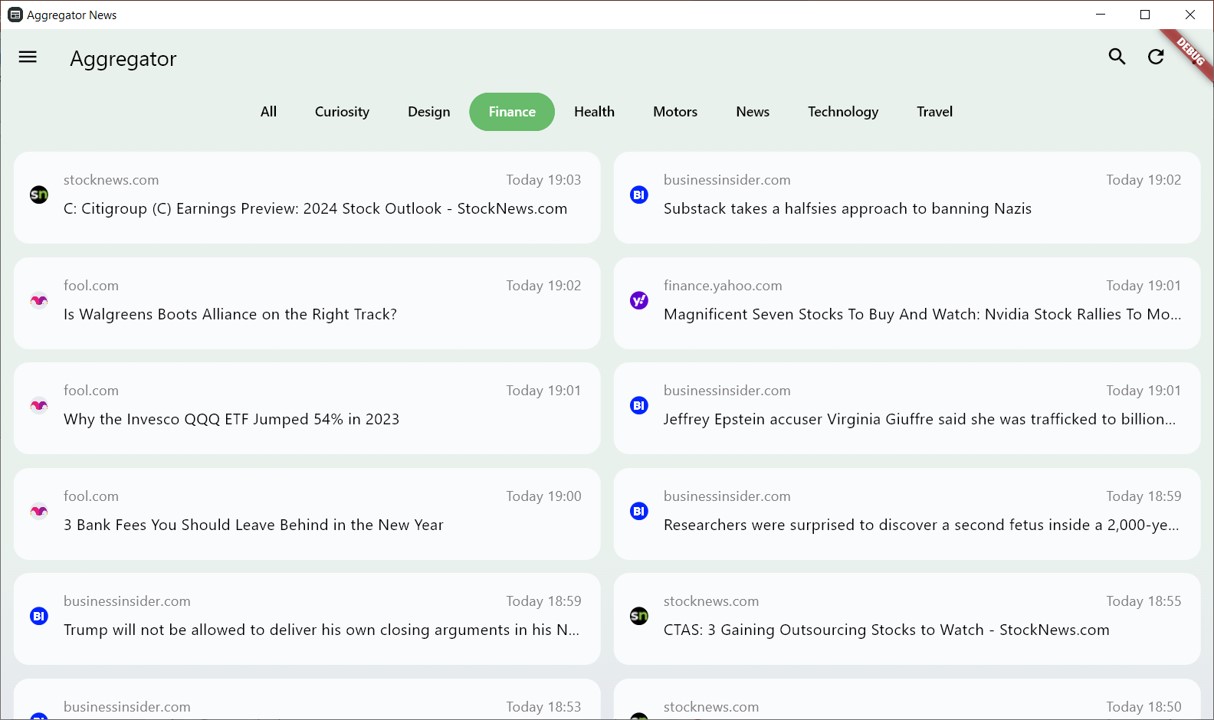 Aggregator News
Aggregator
DEBUG
All Curiosity Design Finance Health Motors News Technology Travel
stocknews.com Today 19:03
C: Citigroup (C) Earnings Preview: 2024 Stock Outlook - StockNews.com
businessinsider.com Today 19:02
Substack takes a halfsies approach to banning Nazis
fool.com Today 19:02
Is Walgreens Boots Alliance on the Right Track?
finance.yahoo.com Today 19:01
Magnificent Seven Stocks To Buy And Watch: Nvidia Stock Rallies To Mo...
fool.com Today 19:01
Why the Invesco QQQ ETF Jumped 54% in 2023
businessinsider.com Today 19:01
Jeffrey Epstein accuser Virginia Giuffre said she was trafficked to billion...
fool.com Today 19:00
3 Bank Fees You Should Leave Behind in the New Year
businessinsider.com Today 18:59
Researchers were surprised to discover a second fetus inside a 2,000-ye...
businessinsider.com Today 18:59
Trump will not be allowed to deliver his own closing arguments in his N...
stocknews.com Today 18:55
CTAS: 3 Gaining Outsourcing Stocks to Watch - StockNews.com
businessinsider.com Today 18:53
stocknews.com Today 18:50